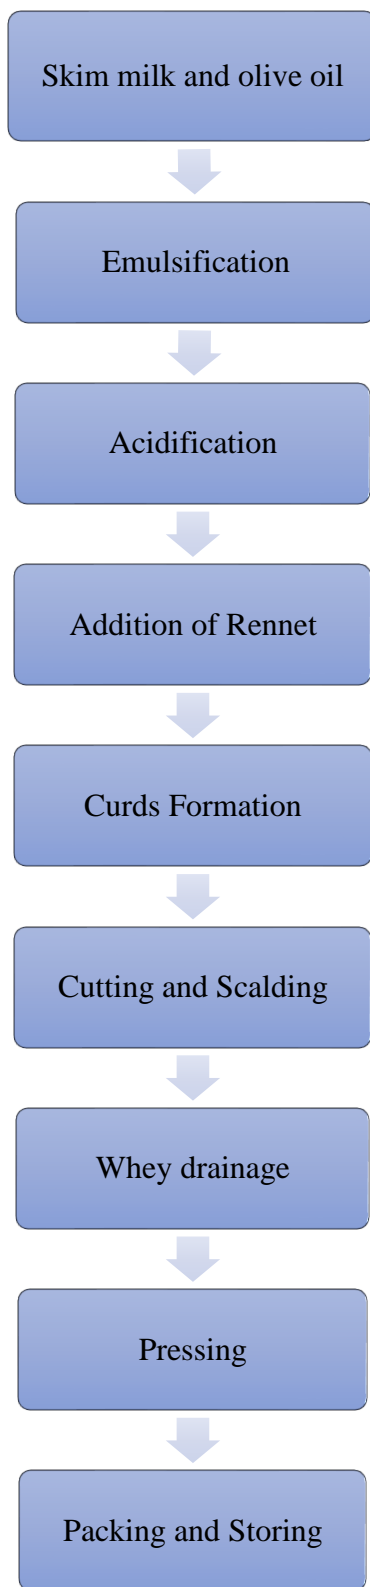 Skim milk and olive oil
Emulsification
Acidification
Addition of Rennet
Curds Formation
Cutting and Scalding
Whey drainage
Pressing
Packing and Storing